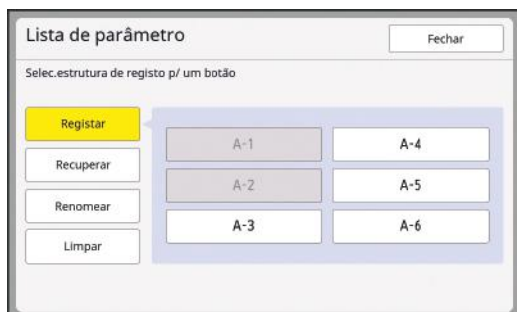 Lista de parâmetro
Fechar
Selec.estrutura de registo p/ um botão
Registar
Recuperar
Renomear
Limpar
A-1
A-4
A-2
A-5
A-3
A-6